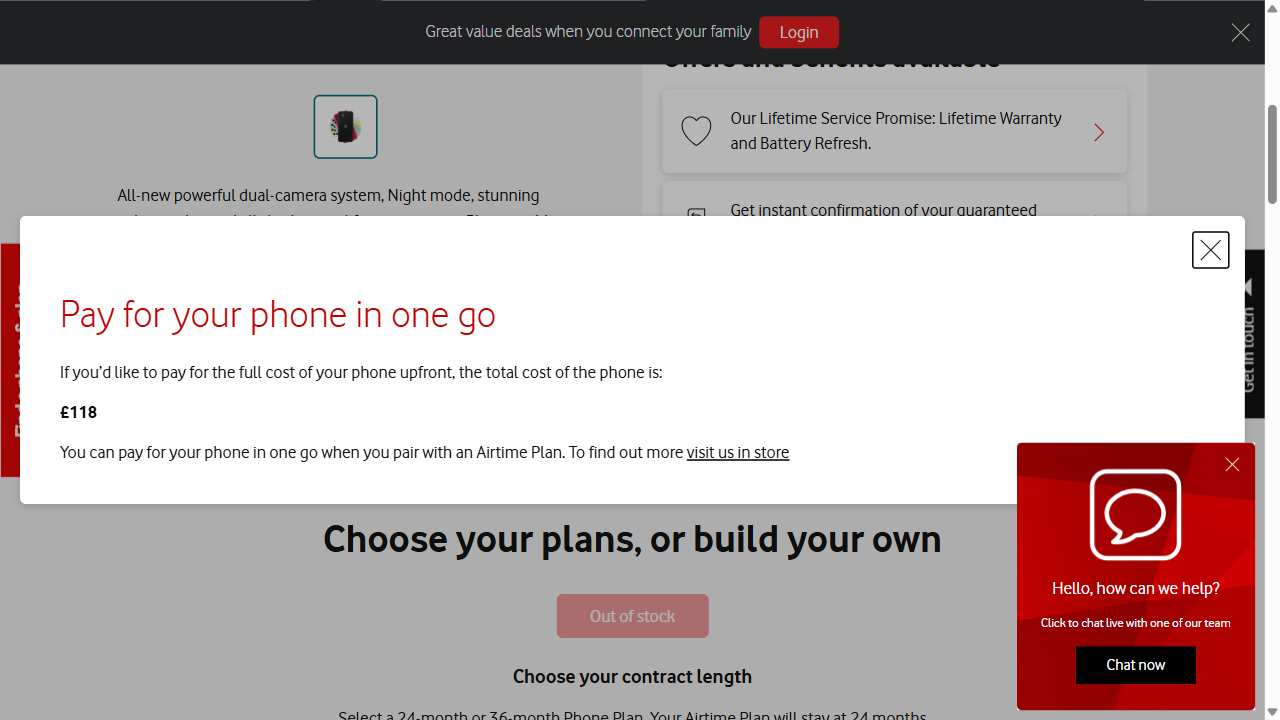 Great value deals when you connect your family
Login
Offers and benefits available
Our Lifetime Service Promise: Lifetime Warranty
and Battery Refresh.
All-new powerful dual-camera system, Night mode, stunning
Get instant confirmation of your guaranteed
Get in touch
Pay for your phone in one go
If you’d like to pay for the full cost of your phone upfront, the total cost of the phone is:
£118
You can pay for your phone in one go when you pair with an Airtime Plan. To find out more visit us in store
Choose your plans, or build your own
Out of stock
Choose your contract length
Select a 24-month or 36-month Phone Plan. Your Airtime Plan will stay at 24 months
Hello, how can we help?
Click to chat live with one of our team
Chat now